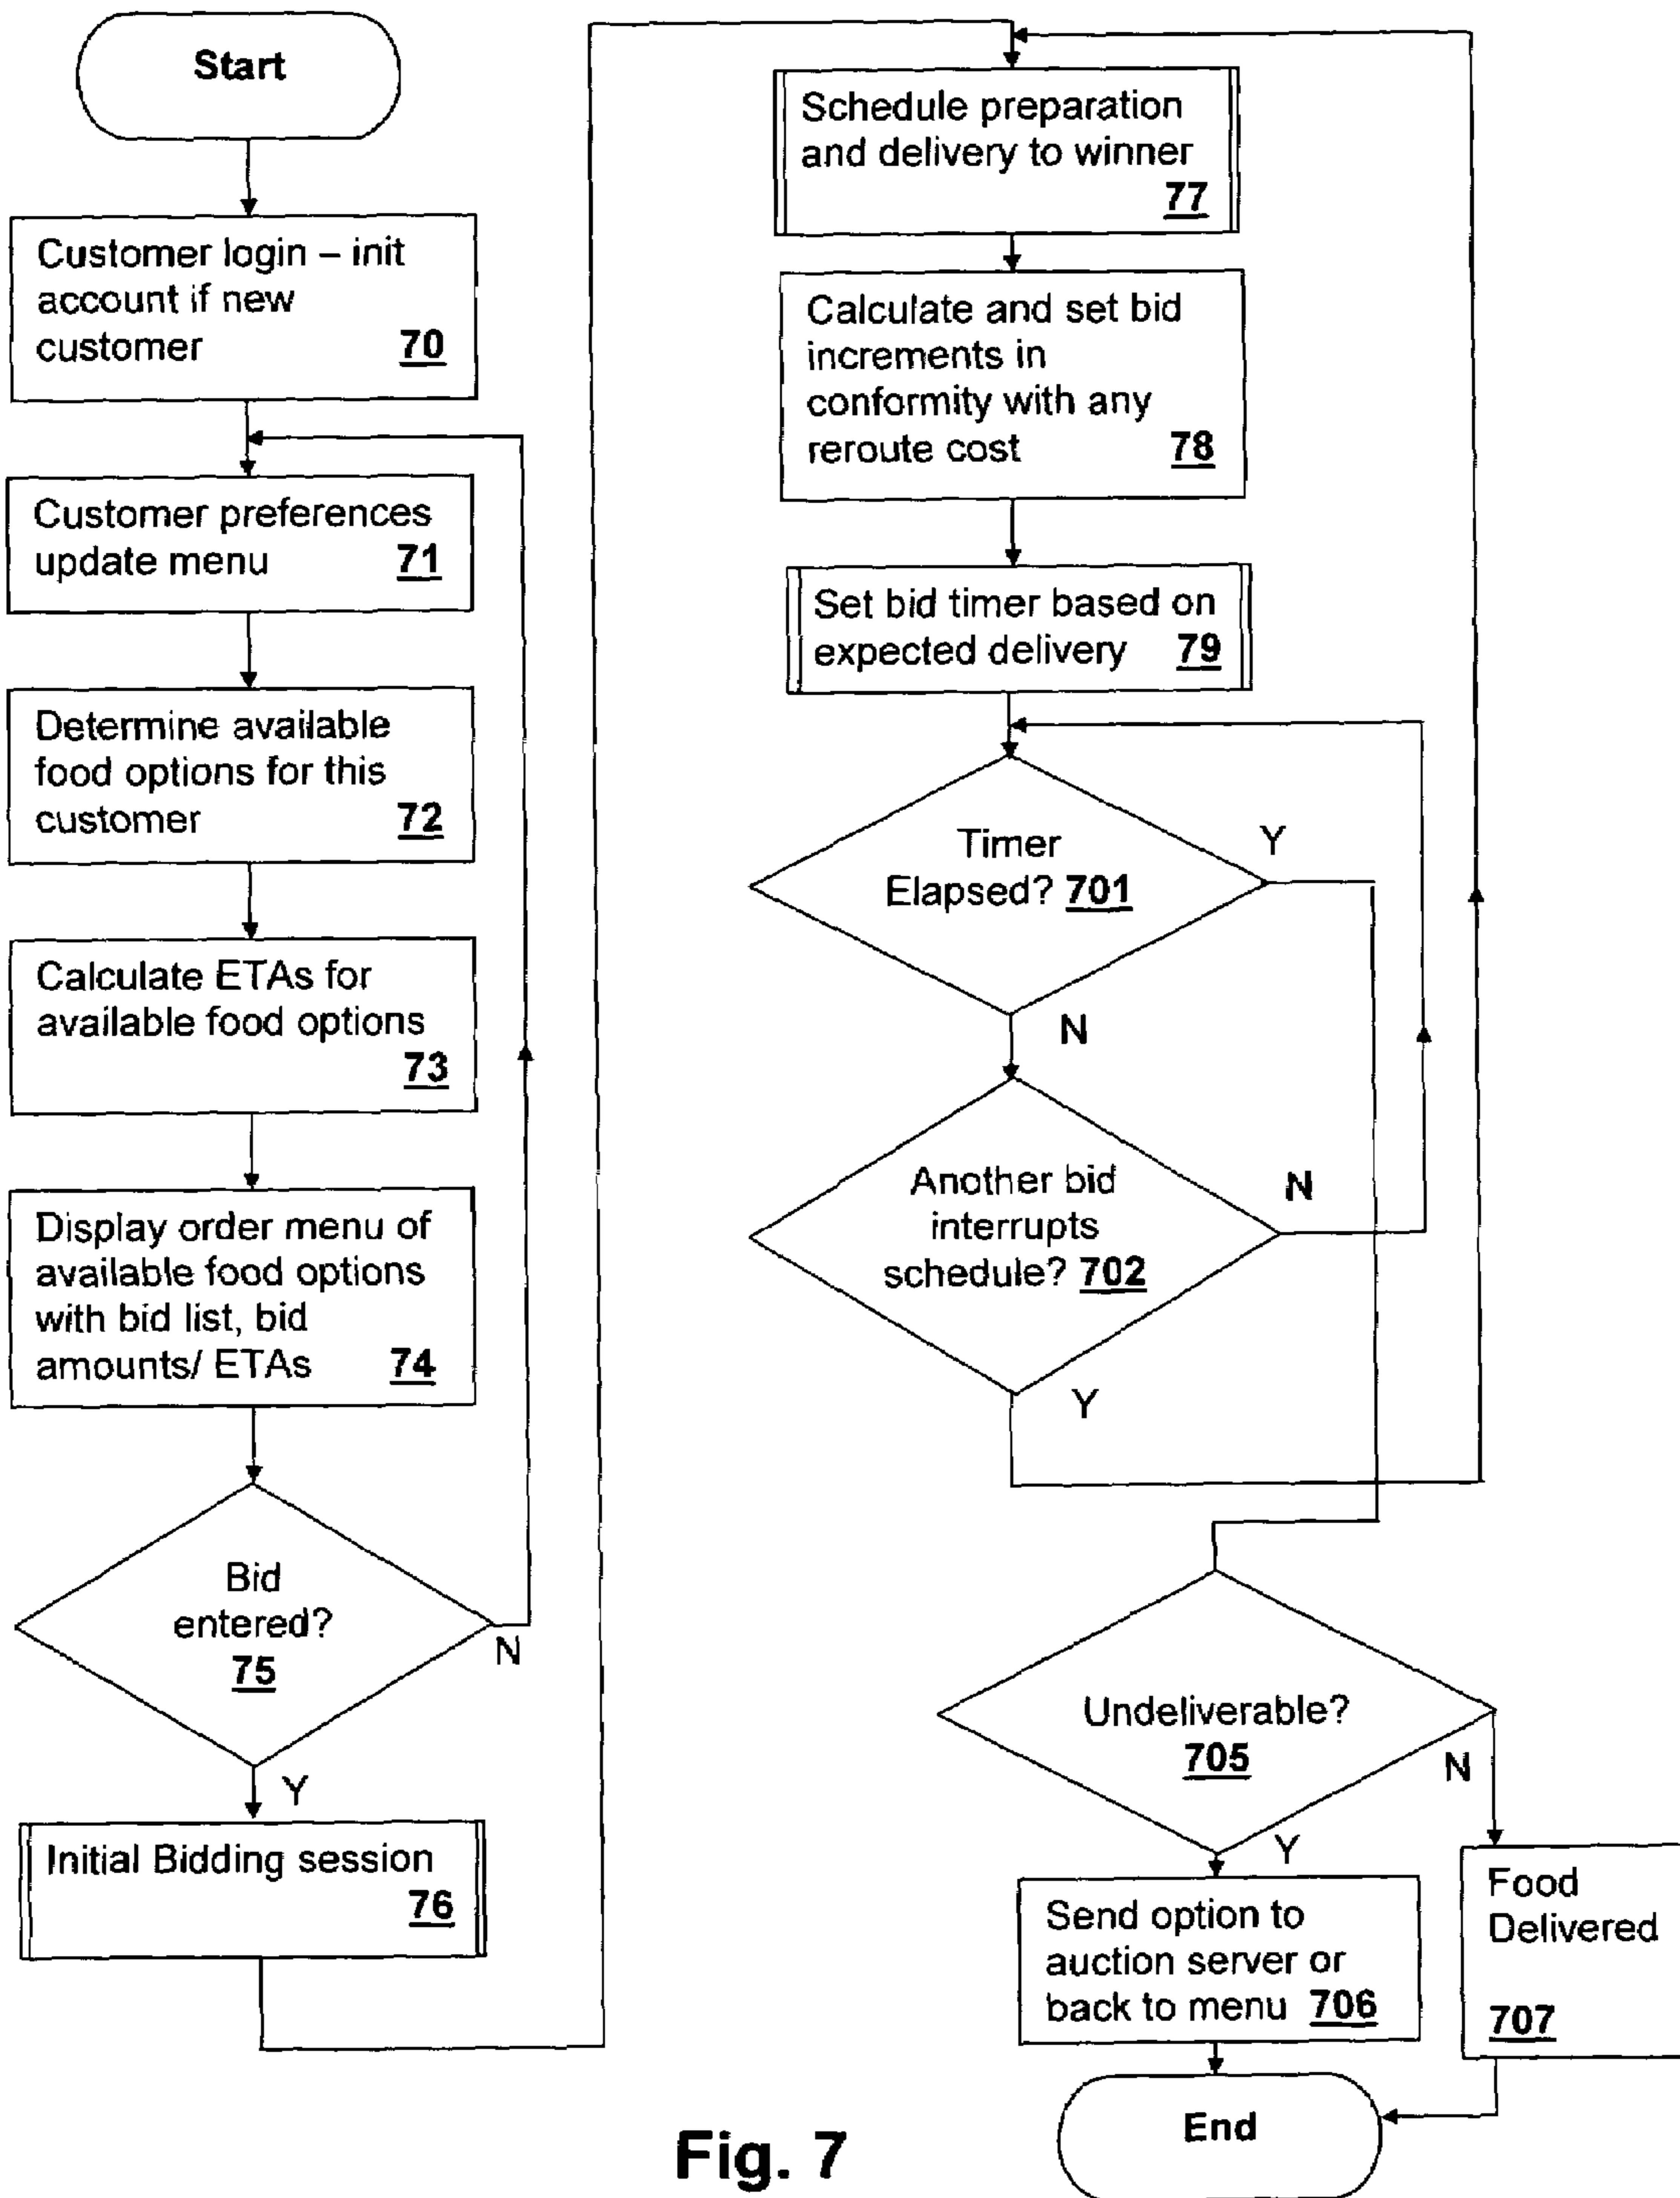 Start
Customer login – init
account if new
customer 70
Customer preferences
update menu 71
Determine available
food options for this
customer 72
Calculate ETAs for
available food options
73
Display order menu of
available food options
with bid list, bid
amounts/ ETAs 74
Bid
entered?
75
N
Y
Initial Bidding session
76
Schedule preparation
and delivery to winner
77
Calculate and set bid
increments in
conformity with any
reroute cost 78
Set bid timer based on
expected delivery 79
Timer
Elapsed? 701
Y
N
Another bid
interrupts
schedule? 702
N
Y
Undeliverable?
705
N
Y
Send option to
auction server or
back to menu 706
Food
Delivered
707
End
Fig. 7